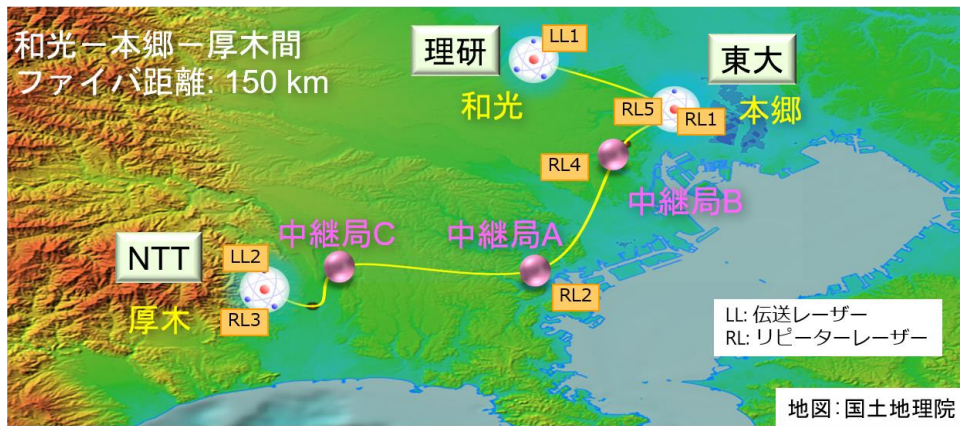 和光－本郷－厚木間
ファイバ距離: 150 km
理研
LL1
和光
東大
RL5
RL1
本郷
RL4
中継局B
中継局C
中継局A
NTT
LL2
RL3
厚木
RL2
LL: 伝送レーザー
RL: リピーターレーザー
地図：国土地理院